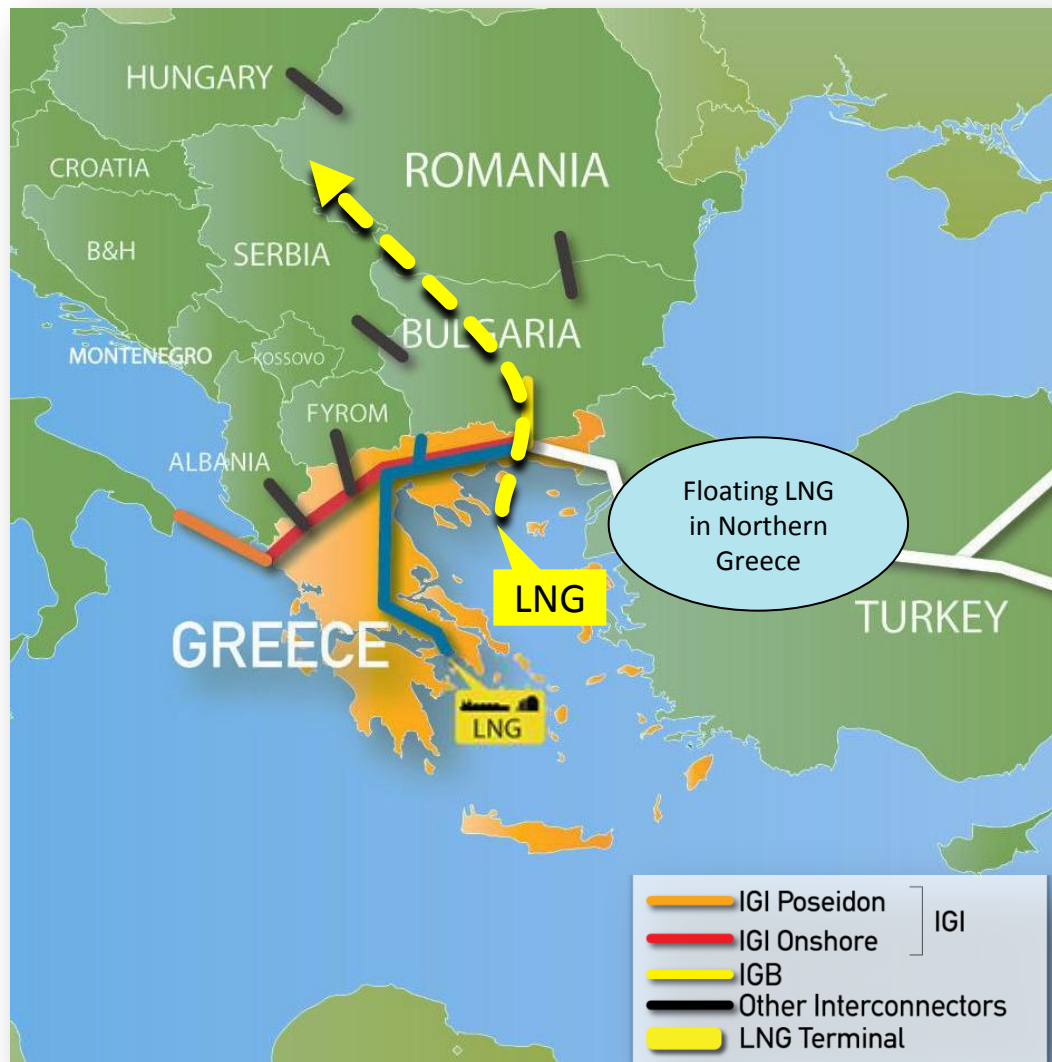 HUNGARY
CROATIA
ROMANIA
B&H
SERBIA
BULGARIA
MONTENEGRO
KOSSOVO
FYROM
ALBANIA
Floating LNG
in Northern
Greece
LNG
TURKEY
GREECE
LNG
IGI Poseidon
IGI
IGI Onshore
IGB
Other Interconnectors
LNG Terminal